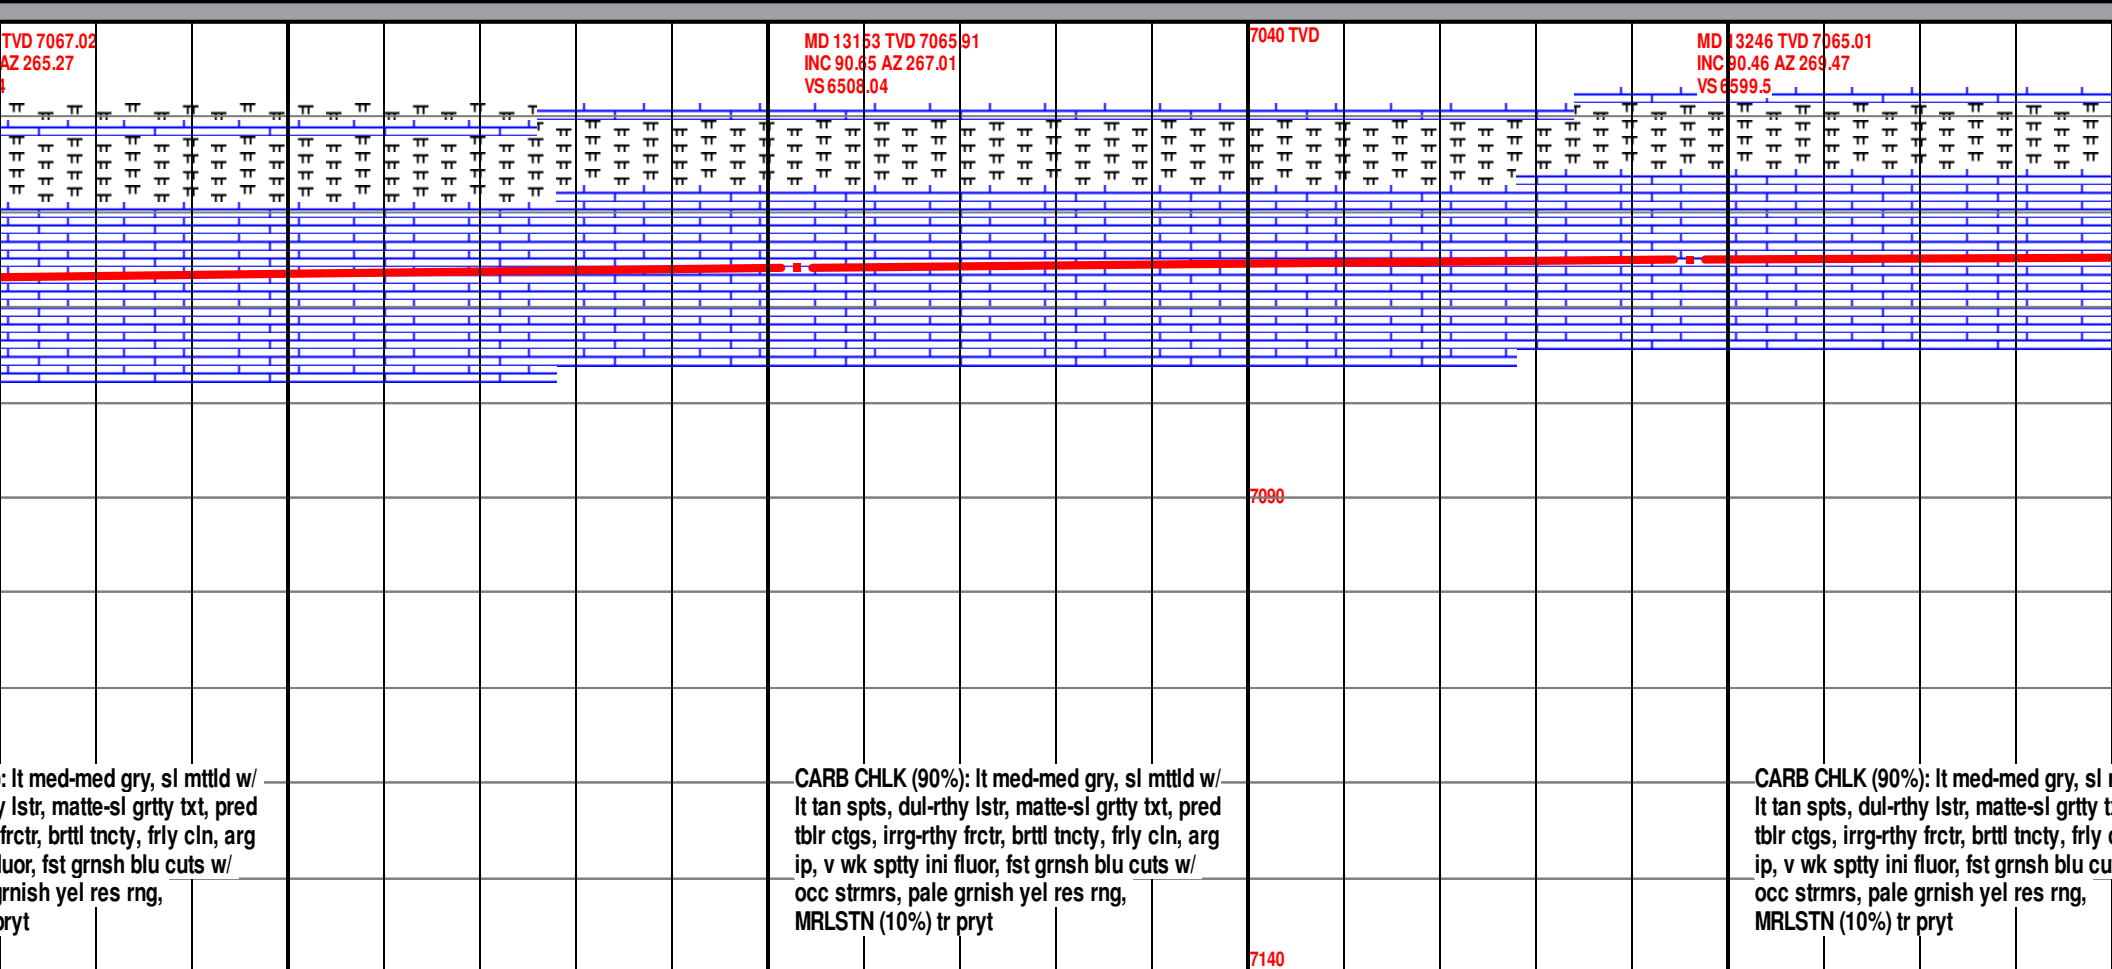 TVD 7067.02
AZ 265.27
4
MD 13153 TVD 7065.91
INC 90.65 AZ 267.01
VS 6508.04
7040 TVD
MD 13246 TVD 7065.01
INC 90.46 AZ 269.47
VS 6599.5
7090
: lt med-med gry, sl mttld w/
y lstr, matte-sl grtty txt, pred
frctr, brttl tncty, frly cln, arg
luor, fst grnsh blu cuts w/
grnish yel res rng,
pryt
CARB CHLK (90%): lt med-med gry, sl mttld w/
lt tan spts, dul-rthy lstr, matte-sl grtty txt, pred
tblr ctgs, irrg-rthy frctr, brttl tncty, frly cln, arg
ip, v wk sptty ini fluor, fst grnsh blu cuts w/
occ strmrs, pale grnish yel res rng,
MRLSTN (10%) tr pryt
CARB CHLK (90%): lt med-med gry, sl
lt tan spts, dul-rthy lstr, matte-sl grtty
tblr ctgs, irrg-rthy frctr, brttl tncty, frly
ip, v wk sptty ini fluor, fst grnsh blu cu
occ strmrs, pale grnish yel res rng,
MRLSTN (10%) tr pryt
7140